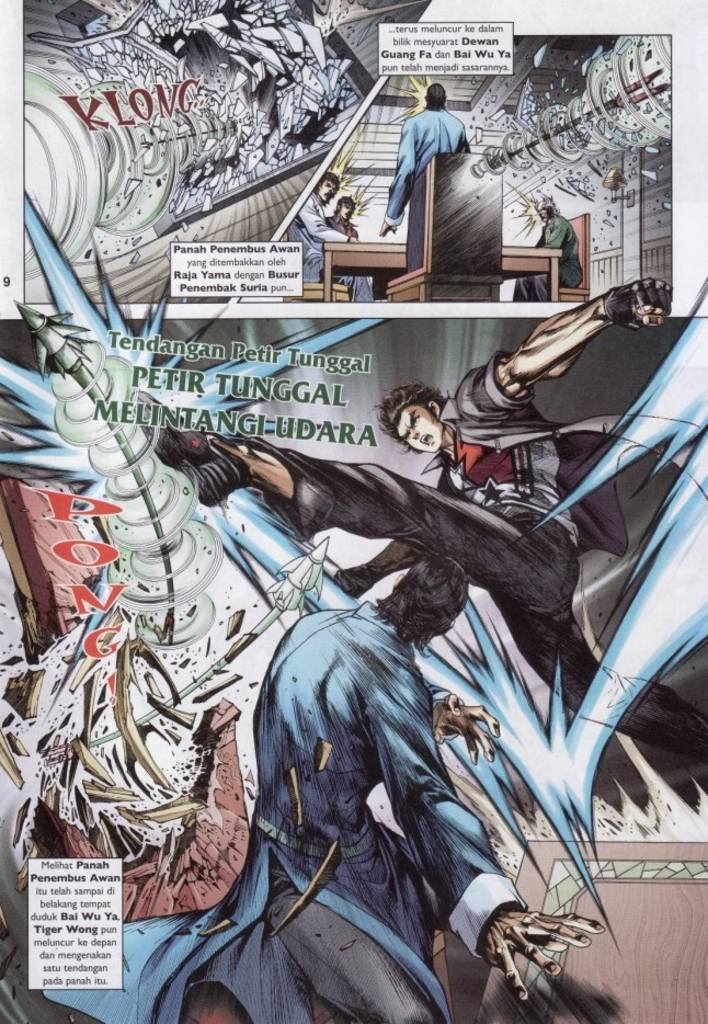 KLONG...
Panah Penembus Awan
yang ditembakkan oleh
Raja Yama dengan Busur
Penembak Suria pun...
...terus meluncur ke dalam
bilik mesyuarat Dewan
Guang Fa dan Bai Wu Ya
pun telah menjadi sasarannya.
9
Tendangan Petir Tunggal
PETIR TUNGGAL
MELINTANGI UDARA
PONG!
Melihat Panah
Penembus Awan
itu telah sampai di
belakang tempat
duduk Bai Wu Ya,
Tiger Wong pun
meluncur ke depan
dan mengenakan
satu tendangan
pada panah itu.